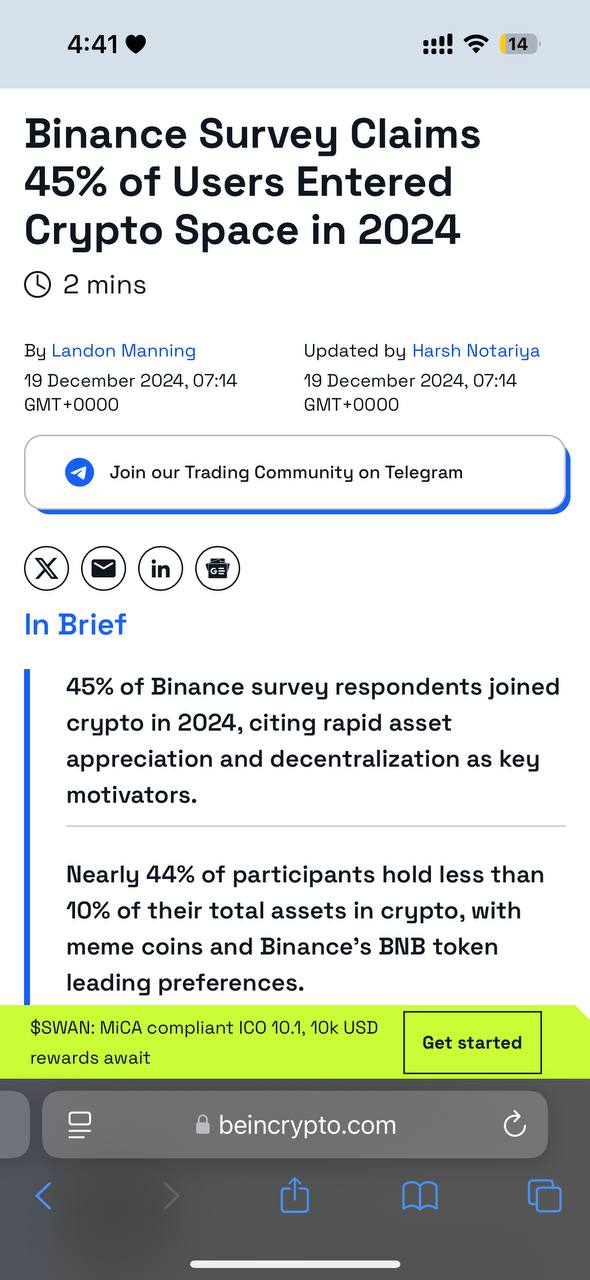 4:41
14
Binance Survey Claims
45% of Users Entered
Crypto Space in 2024
2 mins
By Landon Manning
19 December 2024, 07:14
GMT+0000
Updated by Harsh Notariya
19 December 2024, 07:14
GMT+0000
Join our Trading Community on Telegram
X
in
GE
In Brief
45% of Binance survey respondents joined
crypto in 2024, citing rapid asset
appreciation and decentralization as key
motivators.
Nearly 44% of participants hold less than
10% of their total assets in crypto, with
meme coins and Binance’s BNB token
leading preferences.
$SWAN: MiCA compliant ICO 10.1, 10k USD
rewards await
Get started
beincrypto.com